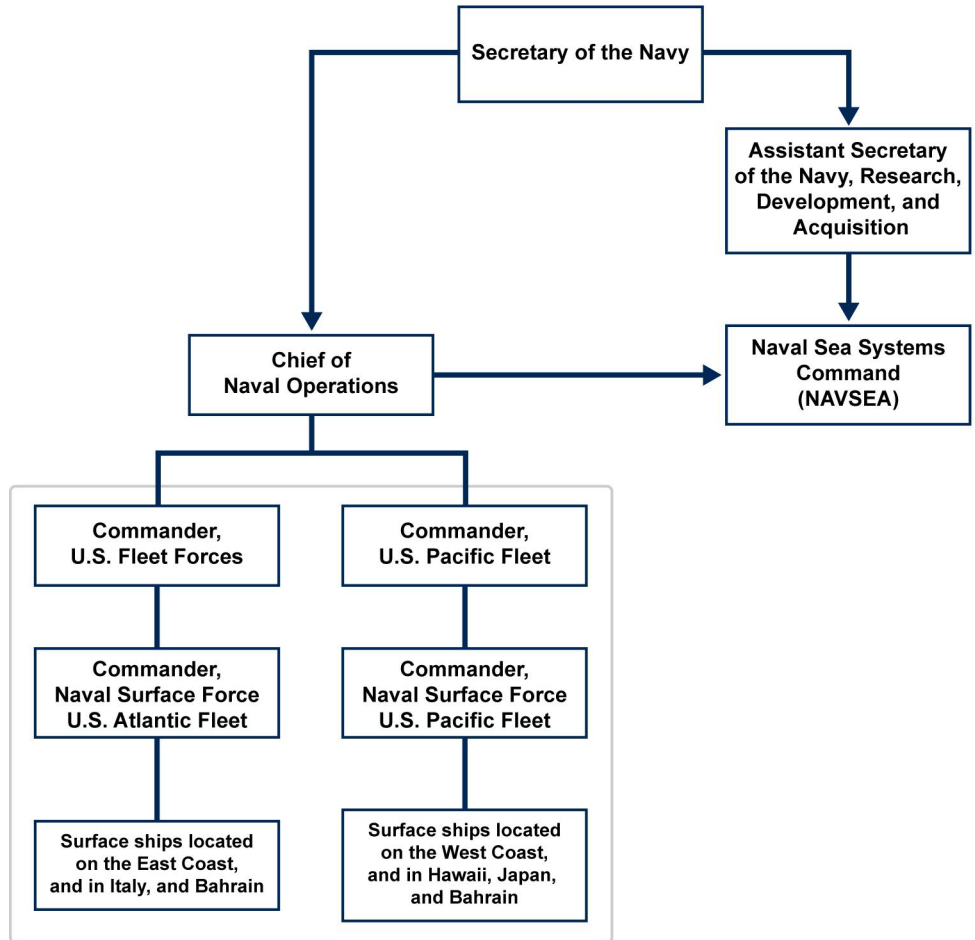 Secretary of the Navy
Assistant Secretary
of the Navy, Research,
Development, and
Acquisition
Chief of
Naval Operations
Naval Sea Systems
Command
(NAVSEA)
Commander,
U.S. Fleet Forces
Commander,
U.S. Pacific Fleet
Commander,
Naval Surface Force
U.S. Atlantic Fleet
Commander,
Naval Surface Force
U.S. Pacific Fleet
Surface ships located
on the East Coast,
and in Italy, and Bahrain
Surface ships located
on the West Coast,
and in Hawaii, Japan,
and Bahrain